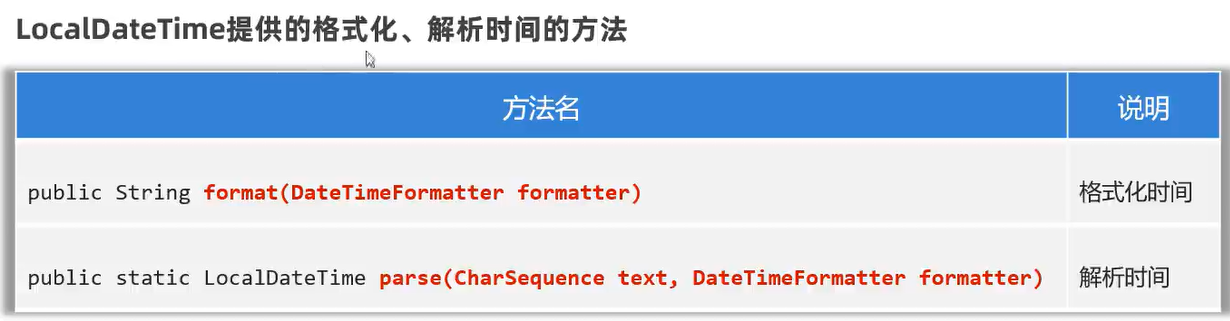 LocalDateTime提供的格式化、解析时间的方法
方法名 说明
public String format(DateTimeFormatter formatter) 格式化时间
public static LocalDateTime parse(CharSequence text, DateTimeFormatter formatter) 解析时间